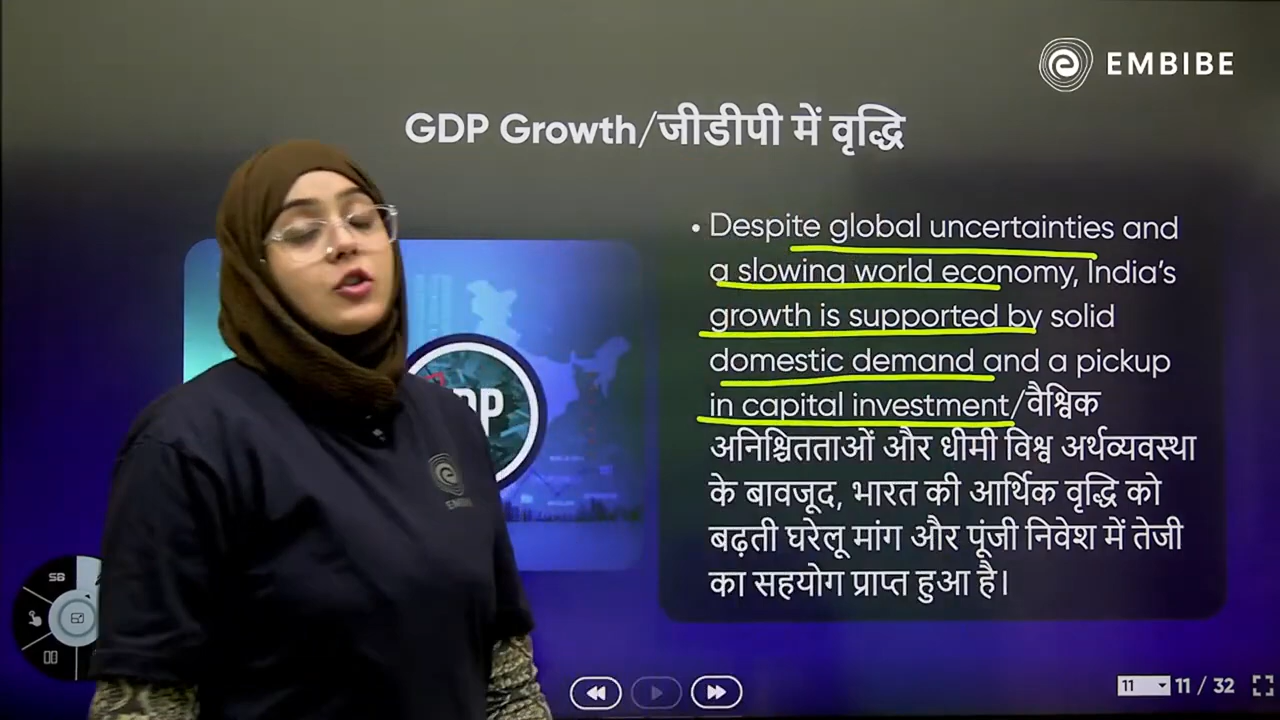 EMBIBE
GDP Growth/जीडीपी में वृद्धि
• Despite global uncertainties and
a slowing world economy, India's
growth is supported by solid
domestic demand and a pickup
in capital investment/वैश्विक
अनिश्चितताओं और धीमी विश्व अर्थव्यवस्था
के बावजूद, भारत की आर्थिक वृद्धि को
बढ़ती घरेलू मांग और पूंजी निवेश में तेजी
का सहयोग प्राप्त हुआ है।
DP
EMBIBE
SB
11
11 / 32